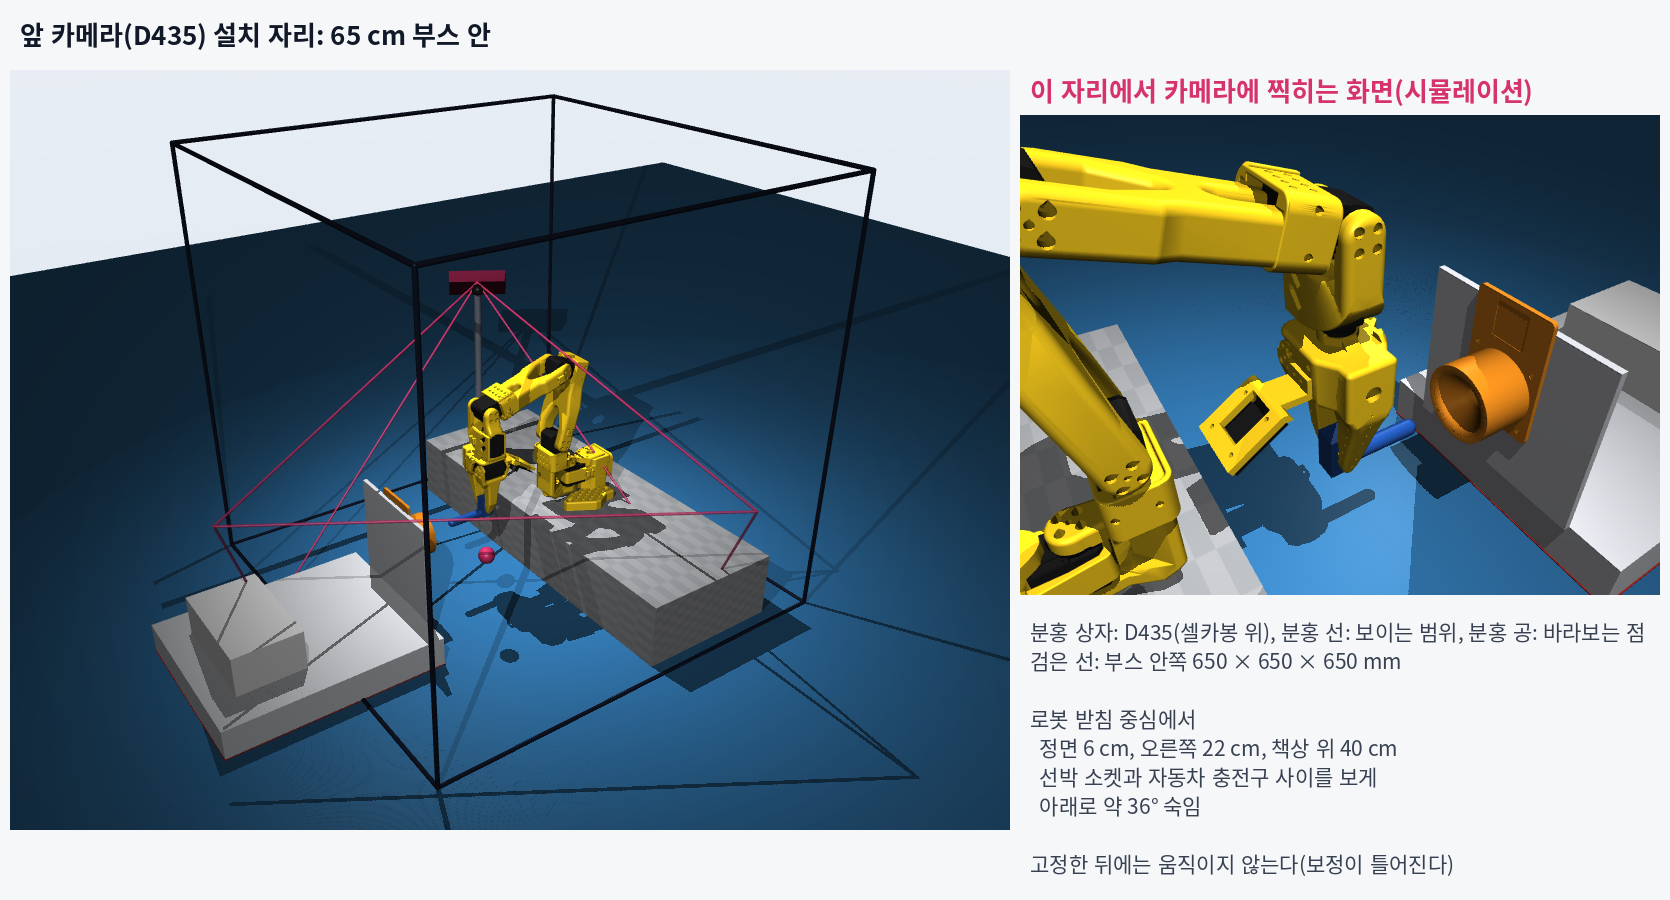 앞 카메라(D435) 설치 자리: 65 cm 부스 안
이 자리에서 카메라에 찍히는 화면(시뮬레이션)
분홍 상자: D435(셀카봉 위), 분홍 선: 보이는 범위, 분홍 공: 바라보는 점
검은 선: 부스 안쪽 650 × 650 × 650 mm
로봇 받침 중심에서
정면 6 cm, 오른쪽 22 cm, 책상 위 40 cm
선박 소켓과 자동차 충전구 사이를 보게
아래로 약 36° 숙임
고정한 뒤에는 움직이지 않는다(보정이 틀어진다)